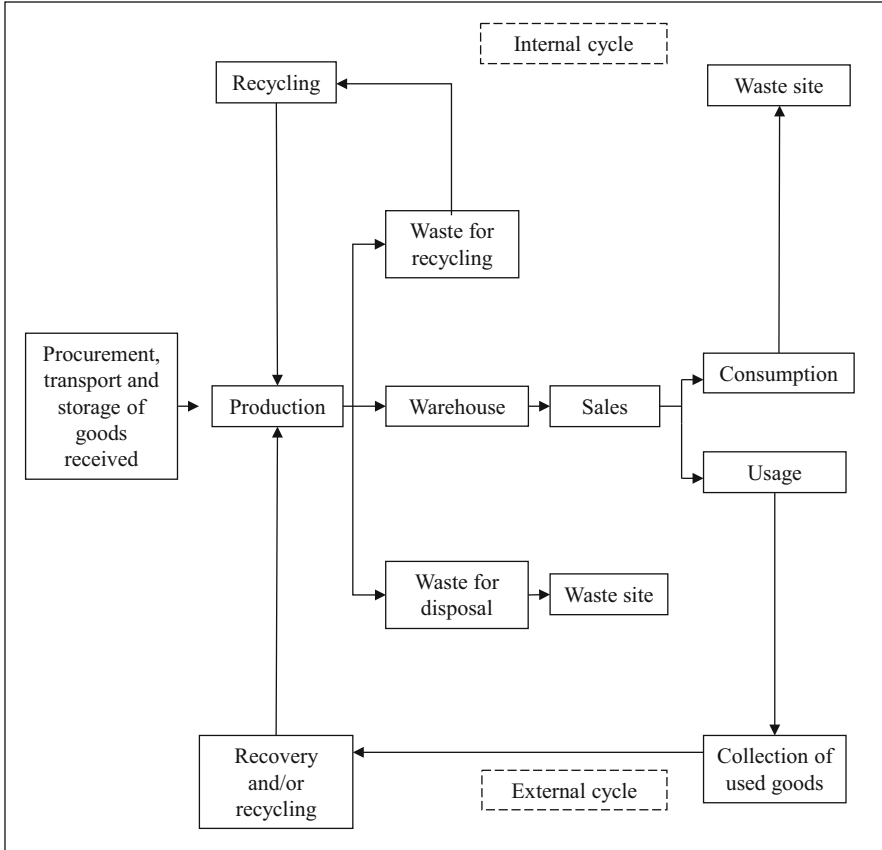 Internal cycle
Recycling
Waste site
Waste for
recycling
Procurement,
transport and
storage of
goods
received
Production
Warehouse
Sales
Consumption
Usage
Waste for
disposal
Waste site
Recovery
and/or
recycling
External cycle
Collection of
used goods